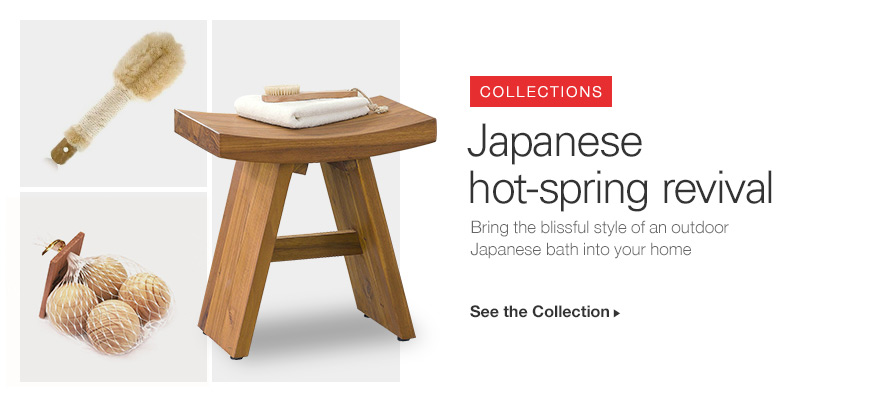 COLLECTIONS
Japanese
hot-spring revival
Bring the blissful style of an outdoor
Japanese bath into your home
See the Collection ▸